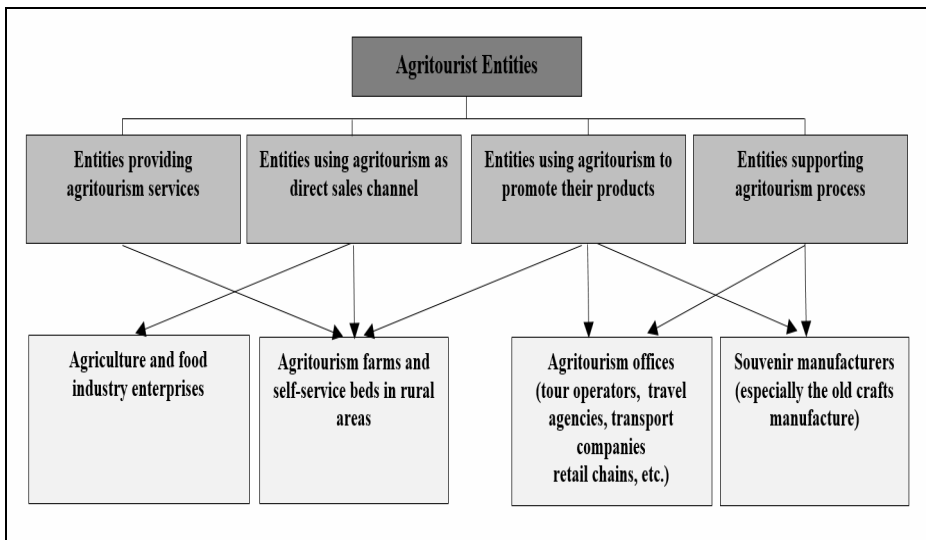 Agritourist Entities
Entities providing
agritourism services
Entities using agritourism as
direct sales channel
Entities using agritourism to
promote their products
Entities supporting
agritourism process
Agriculture and food
industry enterprises
Agritourism farms and
self-service beds in rural
areas
Agritourism offices
(tour operators, travel
agencies, transport
companies
retail chains, etc.)
Souvenir manufacturers
(especially the old crafts
manufacture)